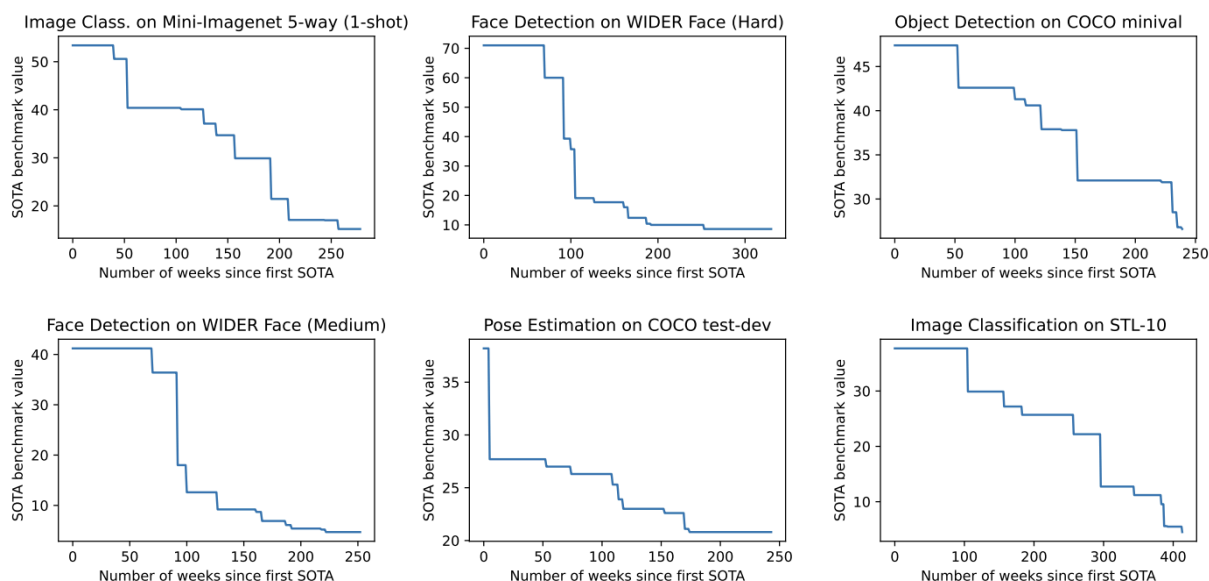 Image Class. on Mini-Imagenet 5-way (1-shot)
SOTA benchmark value
50
40
30
20
0 50 100 150 200 250
Number of weeks since first SOTA
Face Detection on WIDER Face (Hard)
SOTA benchmark value
70
60
50
40
30
20
10
0 100 200 300
Number of weeks since first SOTA
Object Detection on COCO minival
SOTA benchmark value
45
40
35
30
0 50 100 150 200 250
Number of weeks since first SOTA
Face Detection on WIDER Face (Medium)
SOTA benchmark value
40
30
20
10
0 50 100 150 200 250
Number of weeks since first SOTA
Pose Estimation on COCO test-dev
SOTA benchmark value
35
30
25
20
0 50 100 150 200 250
Number of weeks since first SOTA
Image Classification on STL-10
SOTA benchmark value
30
20
10
0 100 200 300 400
Number of weeks since first SOTA